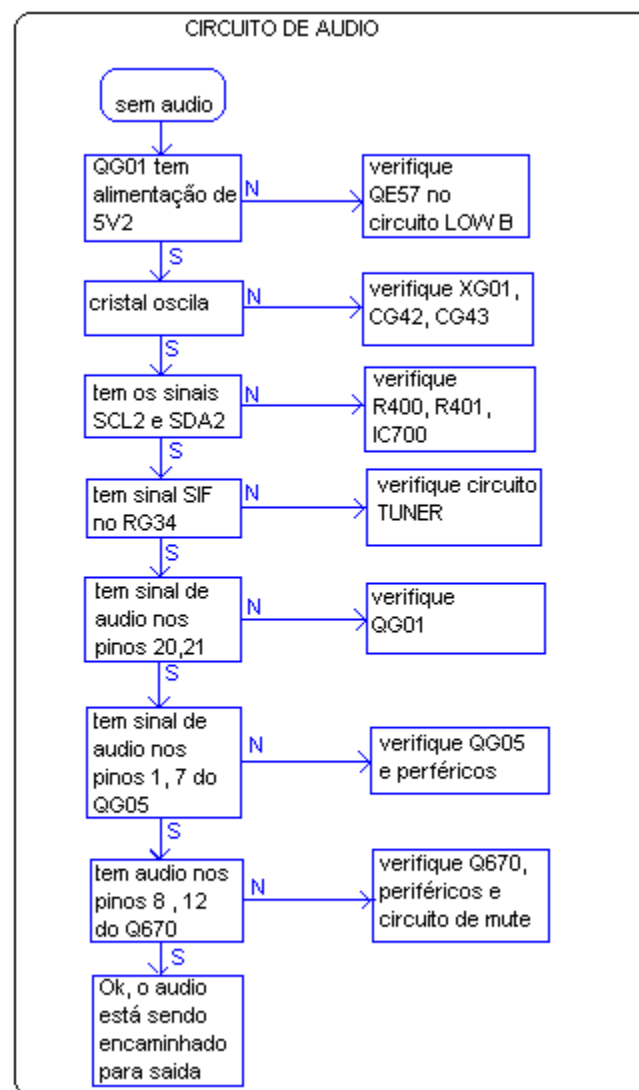 CIRCUITO DE AUDIO
sem audio
QG01 tem
alimentação de
5V2
N
verifique
QE57 no
circuito LOW B
S
cristal oscila
N
verifique XG01,
CG42, CG43
S
tem os sinais
SCL2 e SDA2
N
verifique
R400, R401,
IC700
S
tem sinal SIF
no RG34
N
verifique circuito
TUNER
S
tem sinal de
audio nos
pinos 20,21
N
verifique
QG01
S
tem sinal de
audio nos
pinos 1, 7 do
QG05
N
verifique QG05
e perféricos
S
tem audio nos
pinos 8 , 12
do Q670
N
verifique Q670,
periféricos e
circuito de mute
S
Ok, o audio
está sendo
encaminhado
para saida